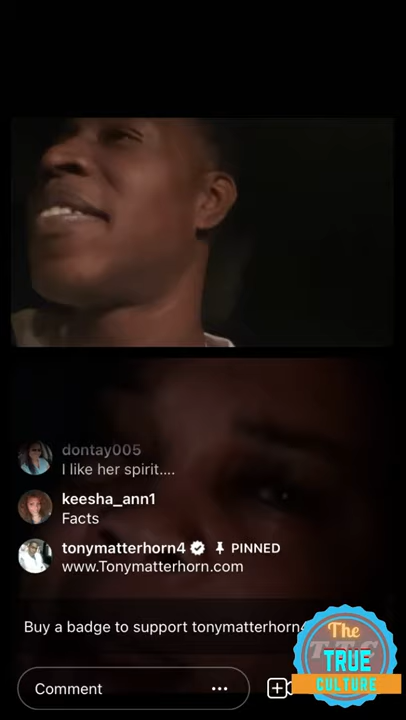 dontay005
I like her spirit....
keesha_ann1
Facts
tonymatterhorn4 PINNED
www.Tonymatterhorn.com
Buy a badge to support tonymatterhorn4
Comment
The
T.T.C
TRUE
CULTURE